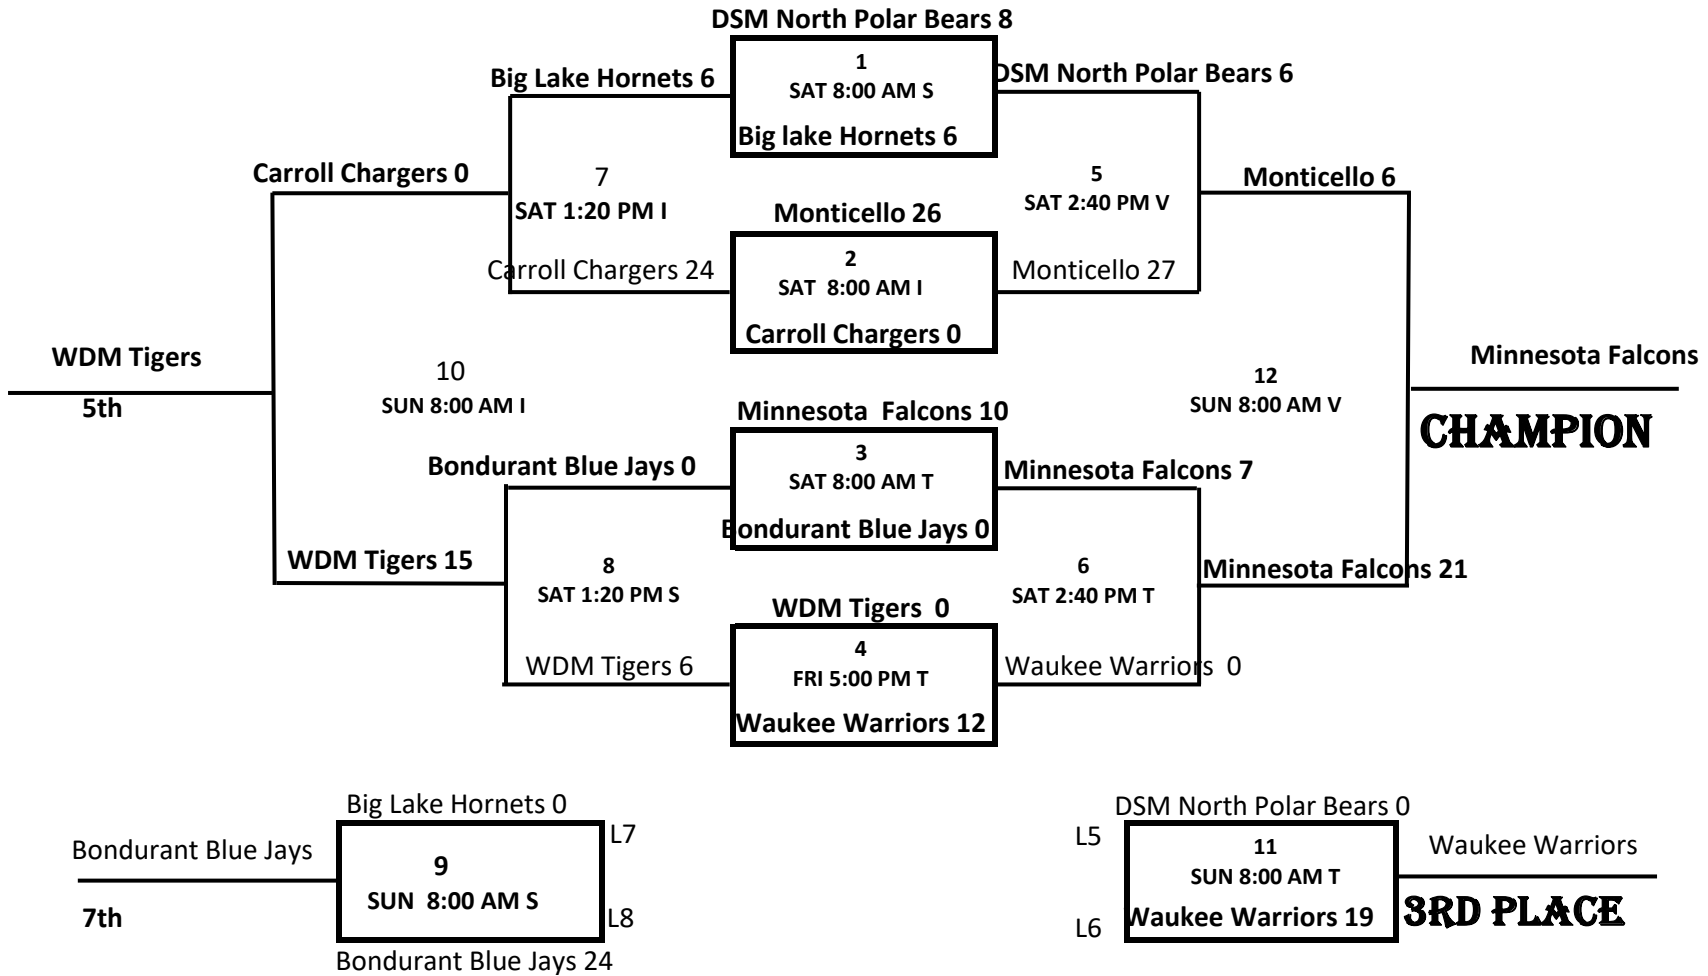 DSM North Polar Bears 8
1
SAT 8:00 AM S
Big lake Hornets 6
Big Lake Hornets 6
DSM North Polar Bears 6
Carroll Chargers 0
7
SAT 1:20 PM I
5
SAT 2:40 PM V
Monticello 6
Monticello 26
2
SAT  8:00 AM I
Carroll Chargers 0
Carroll Chargers 24
Monticello 27
WDM Tigers
5th
10
SUN 8:00 AM I
12
SUN 8:00 AM V
Minnesota Falcons
CHAMPION
Minnesota  Falcons 10
3
SAT 8:00 AM T
Bondurant Blue Jays 0
Bondurant Blue Jays 0
Minnesota Falcons 7
WDM Tigers 15
8
SAT 1:20 PM S
6
SAT 2:40 PM T
Minnesota Falcons 21
WDM Tigers  0
4
FRI 5:00 PM T
Waukee Warriors 12
WDM Tigers 6
Waukee Warriors  0
Big Lake Hornets 0
L7
Bondurant Blue Jays
9
SUN  8:00 AM S
7th
L8
Bondurant Blue Jays 24
DSM North Polar Bears 0
L5
11
SUN 8:00 AM T
Waukee Warriors
L6
Waukee Warriors 19
3RD PLACE